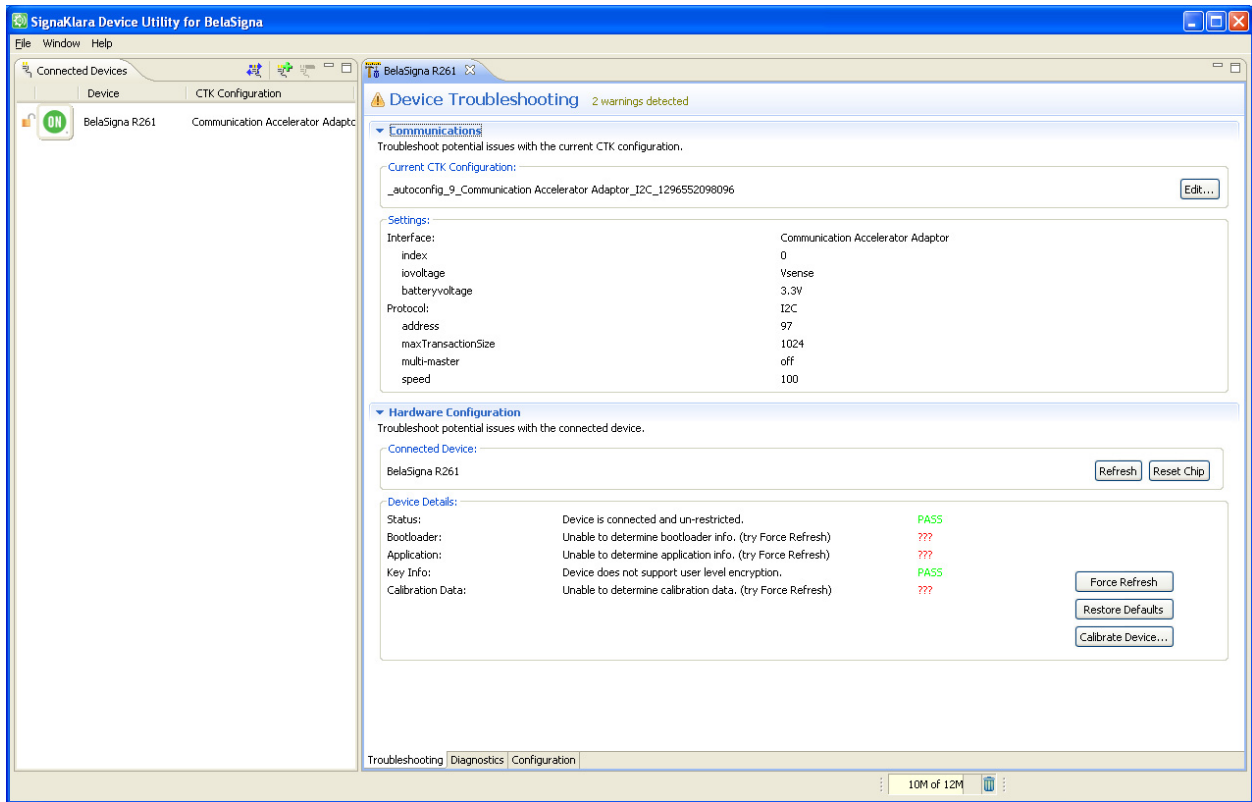 SignaKlara Device Utility for BelaSigna
File Window Help
Connected Devices
Device CTK Configuration
ON BelaSigna R261 Communication Accelerator Adaptc
BelaSigna R261
Device Troubleshooting 2 warnings detected
Communications
Troubleshoot potential issues with the current CTK configuration.
Current CTK Configuration:
_autoconfig_9_Communication Accelerator Adaptor_I2C_1296552098096 Edit...
Settings:
Interface: Communication Accelerator Adaptor
index 0
iovoltage Vsense
batteryvoltage 3.3V
Protocol: I2C
address 97
maxTransactionSize 1024
multi-master off
speed 100
Hardware Configuration
Troubleshoot potential issues with the connected device.
Connected Device:
BelaSigna R261 Refresh Reset Chip
Device Details:
Status: Device is connected and un-restricted. PASS
Bootloader: Unable to determine bootloader info. (try Force Refresh) ???
Application: Unable to determine application info. (try Force Refresh) ???
Key Info: Device does not support user level encryption. PASS
Calibration Data: Unable to determine calibration data. (try Force Refresh) ???
Force Refresh
Restore Defaults
Calibrate Device...
Troubleshooting Diagnostics Configuration
10M of 12M